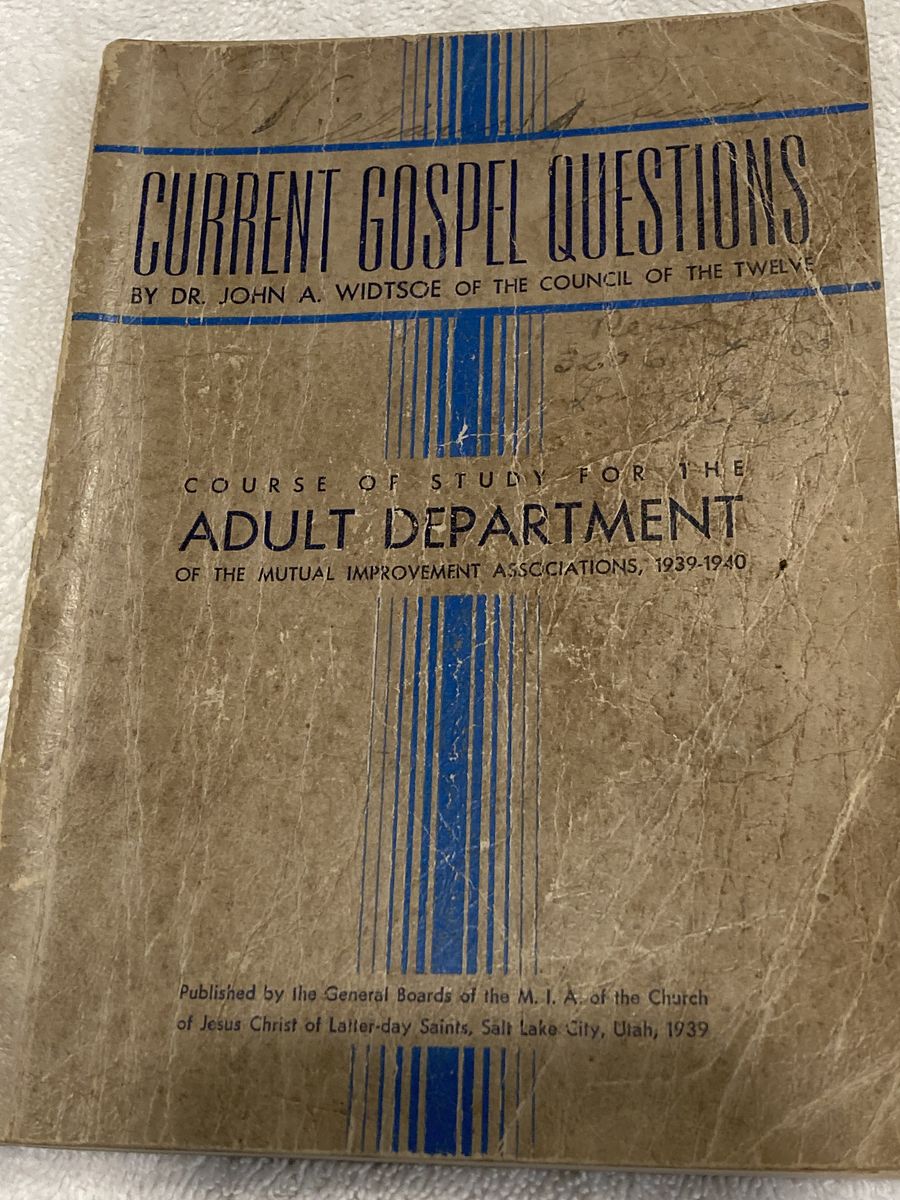 CURRENT GOSPEL QUESTIONS
BY DR. JOHN A. WIDTSOE OF THE COUNCIL OF THE TWELVE
COURSE OF STUDY FOR THE
ADULT DEPARTMENT
OF THE MUTUAL IMPROVEMENT ASSOCIATIONS, 1939-1940
Published by the General Boards of the M. I. A. of the Church
of Jesus Christ of Latter-day Saints, Salt Lake City, Utah, 1939